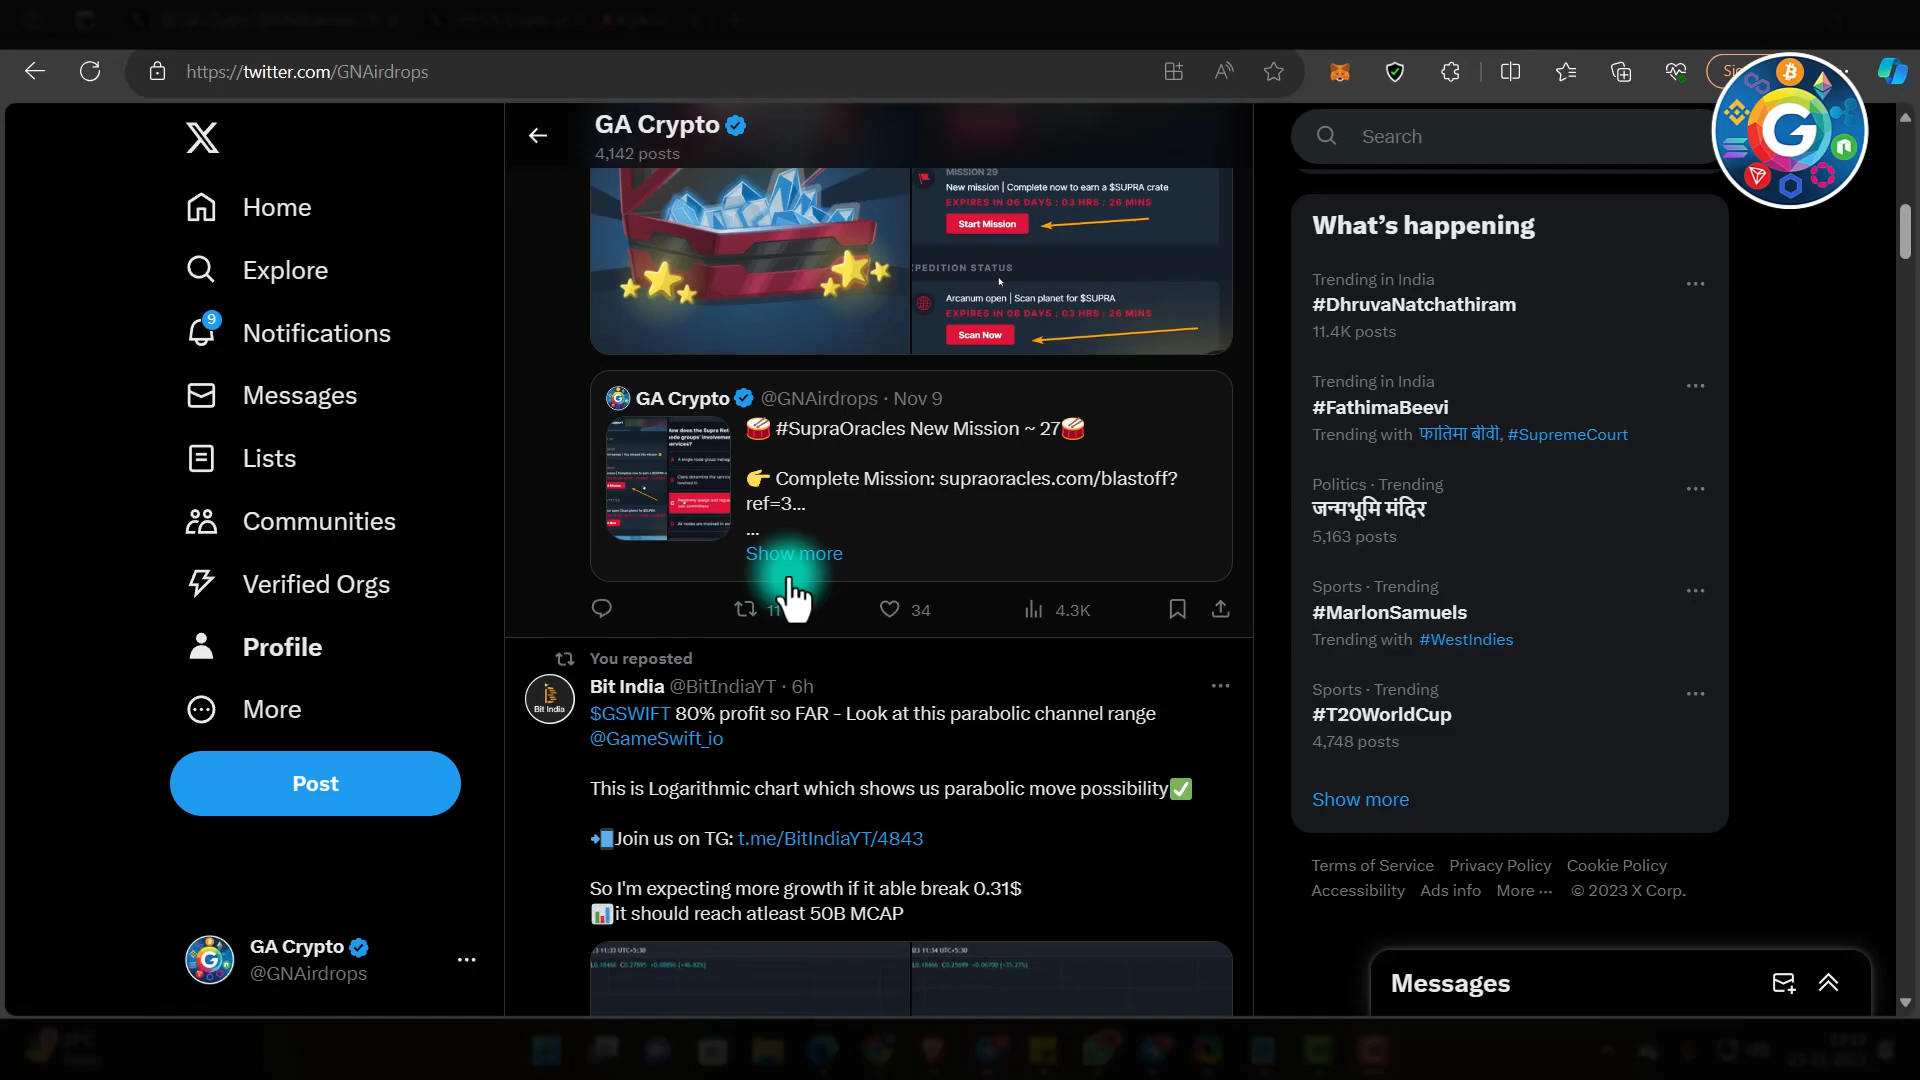 https://twitter.com/GNAirdrops
X
Home
Explore
9
Notifications
Messages
Lists
Communities
Verified Orgs
Profile
More
Post
GA Crypto
@GNAirdrops
GA Crypto
4,142 posts
MISSION 29
New mission | Complete now to earn a $SUPRA crate
EXPIRES IN 06 DAYS : 03 HRS : 26 MINS
Start Mission
XPEDITION STATUS
Arcanum open | Scan planet for $SUPRA
EXPIRES IN 08 DAYS : 03 HRS : 26 MINS
Scan Now
GA Crypto @GNAirdrops · Nov 9
🥁 #SupraOracles New Mission ~ 27🥁
👉 Complete Mission: supraoracles.com/blastoff?
ref=3...
...
Show more
34
4.3K
You reposted
Bit India @BitIndiaYT · 6h
$GSWIFT 80% profit so FAR - Look at this parabolic channel range
@GameSwift_io
This is Logarithmic chart which shows us parabolic move possibility✅
📲Join us on TG: t.me/BitIndiaYT/4843
So I'm expecting more growth if it able break 0.31$
📊it should reach atleast 50B MCAP
Search
What's happening
Trending in India
#DhruvaNatchathiram
11.4K posts
Trending in India
#FathimaBeevi
Trending with फातिमा बीवी, #SupremeCourt
Politics · Trending
जन्मभूमि मंदिर
5,163 posts
Sports · Trending
#MarlonSamuels
Trending with #WestIndies
Sports · Trending
#T20WorldCup
4,748 posts
Show more
Terms of Service Privacy Policy Cookie Policy
Accessibility Ads info More ··· © 2023 X Corp.
Messages